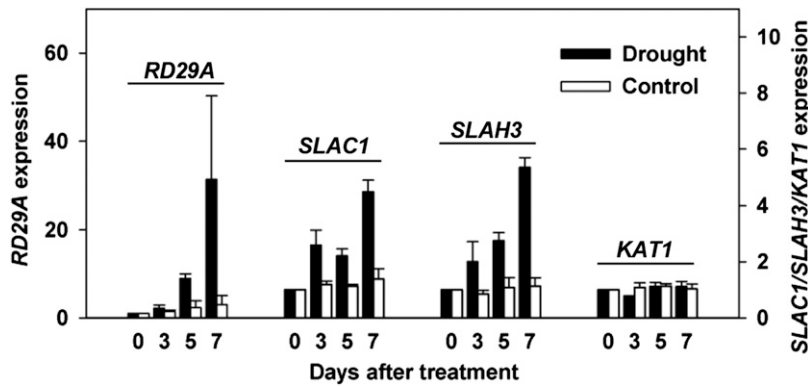 60
40
20
0
RD29A expression
RD29A
SLAC1
SLAH3
KAT1
Drought
Control
10
8
6
4
2
0
SLAC1/SLAH3/KAT1 expression
0 3 5 7 0 3 5 7 0 3 5 7 0 3 5 7
Days after treatment